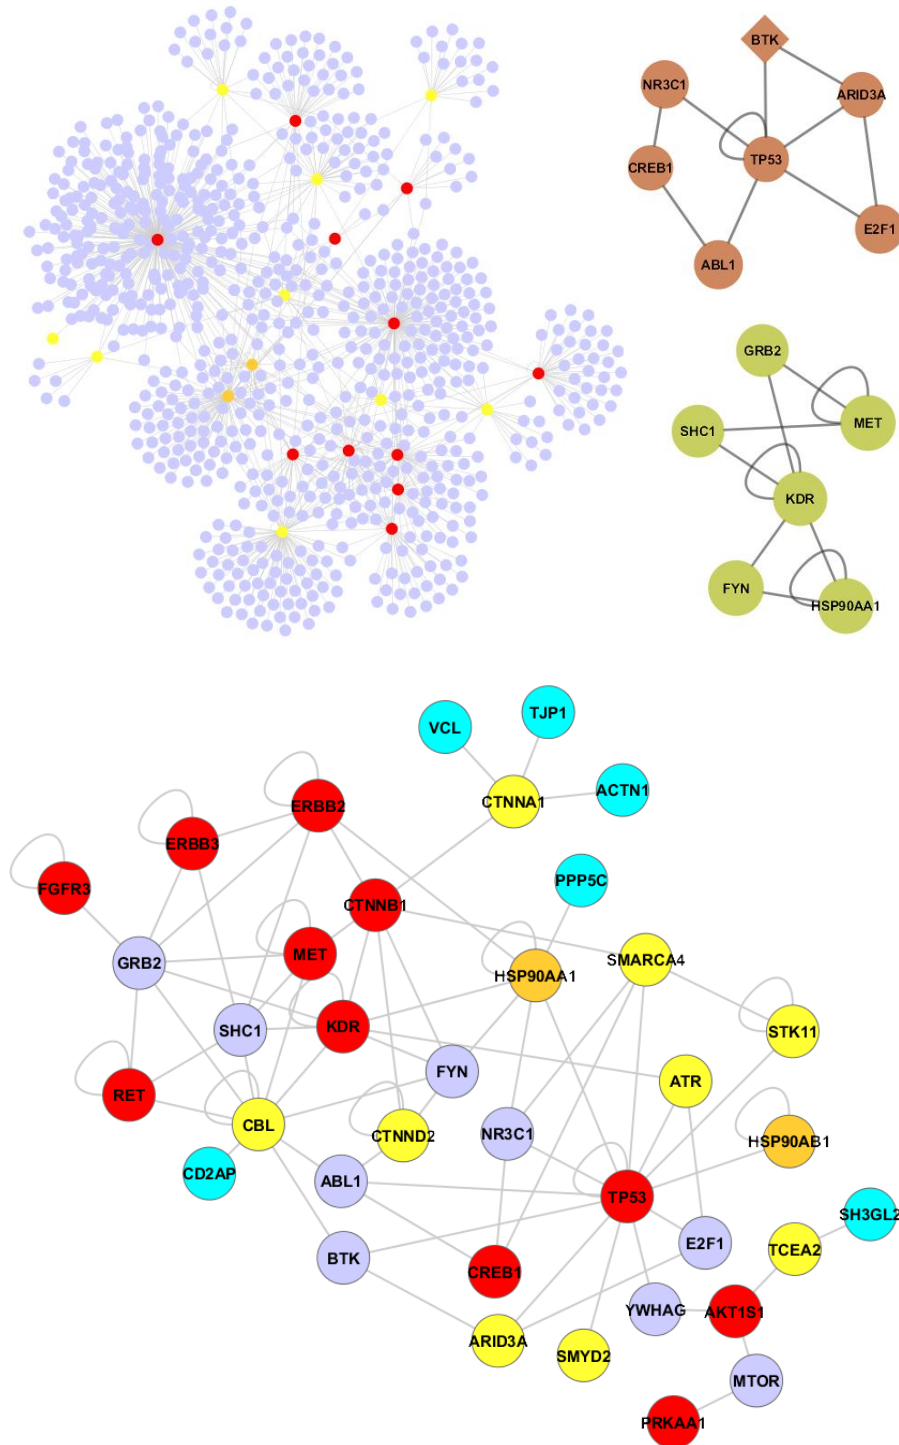 BTK
NR3C1
ARID3A
TP53
CREB1
E2F1
ABL1
GRB2
MET
SHC1
KDR
FYN
HSP90AA1
TJP1
VCL
ACTN1
CTNNA1
ERBB2
ERBB3
PPP5C
FGFR3
CTNNB1
MET
GRB2
SMARCA4
HSP90AA1
KDR
SHC1
STK11
FYN
ATR
RET
CBL
CTNND2
NR3C1
HSP90AB1
CD2AP
ABL1
TP53
SH3GL2
E2F1
TCEA2
BTK
CREB1
YWHAG
AKT1S1
ARID3A
SMYD2
MTOR
PRKAA1